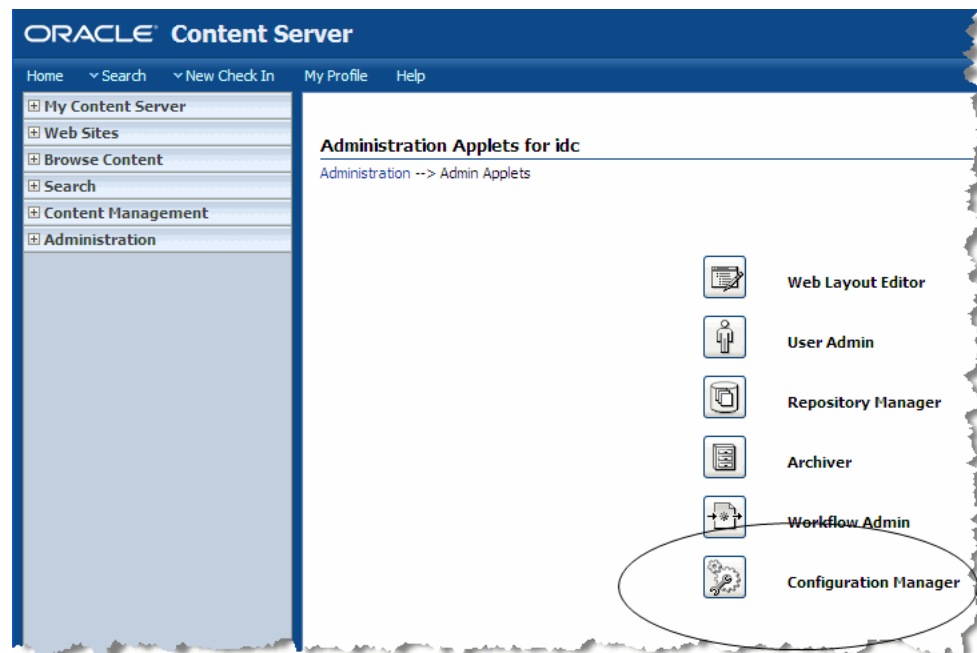 ORACLE Content Server
Home Search New Check In My Profile Help
My Content Server
Web Sites
Browse Content
Search
Content Management
Administration
Administration Applets for idc
Administration --> Admin Applets
Web Layout Editor
User Admin
Repository Manager
Archiver
Workflow Admin
Configuration Manager